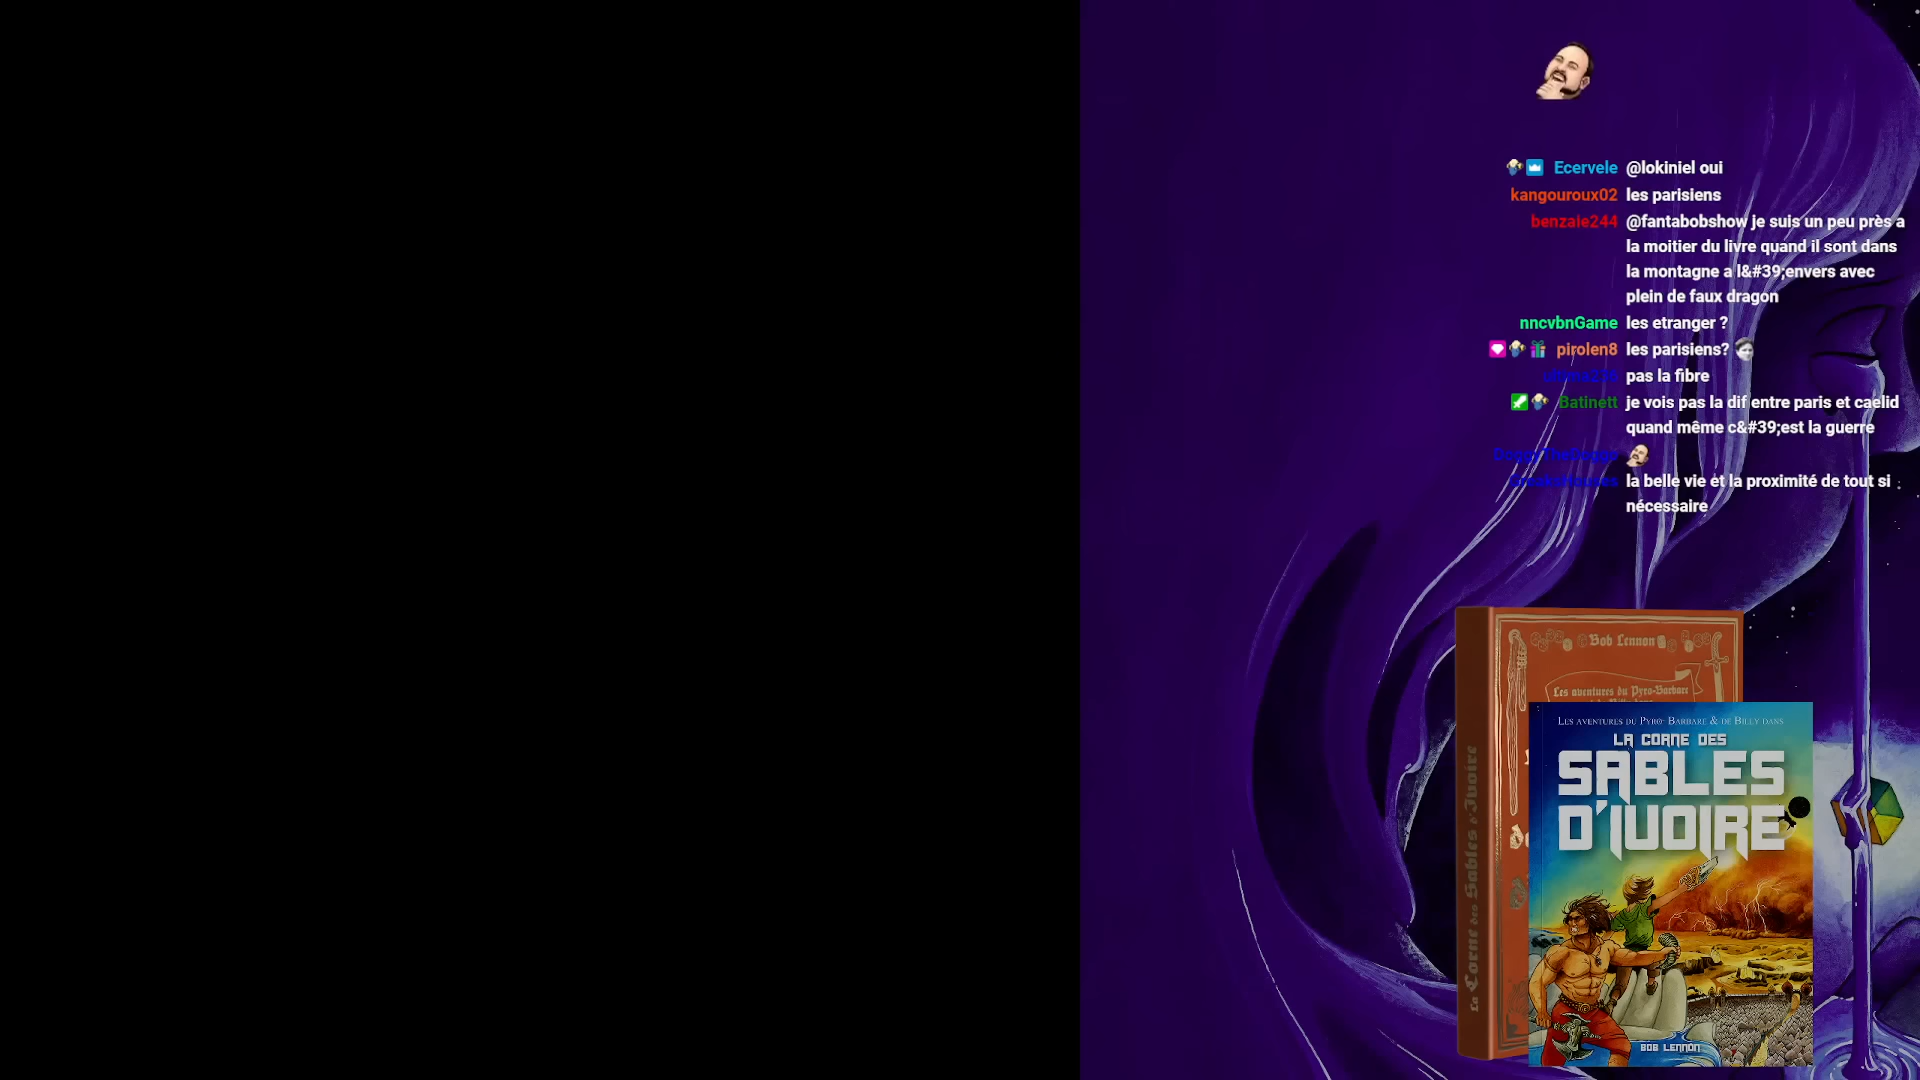 Ecervele @lokiniel oui
kangouroux02 les parisiens
benzaie244 @fantabobshow je suis un peu près a
la moitier du livre quand il sont dans
la montagne a l&#39;envers avec
plein de faux dragon
nncvbnGame les etranger ?
pirolen8 les parisiens?
pas la fibre
Batinett je vois pas la dif entre paris et caelid
quand même c&#39;est la guerre
DoggyTheDoggo
la belle vie et la proximité de tout si
nécessaire
Bob Lennon
Les aventures du Pyro-Barbare
La Corne des Sables d'Ivoire
Les aventures du Pyro-Barbare & de Billy dans
LA CORNE DES
SABLES
D'IVOIRE
BOB LENNON